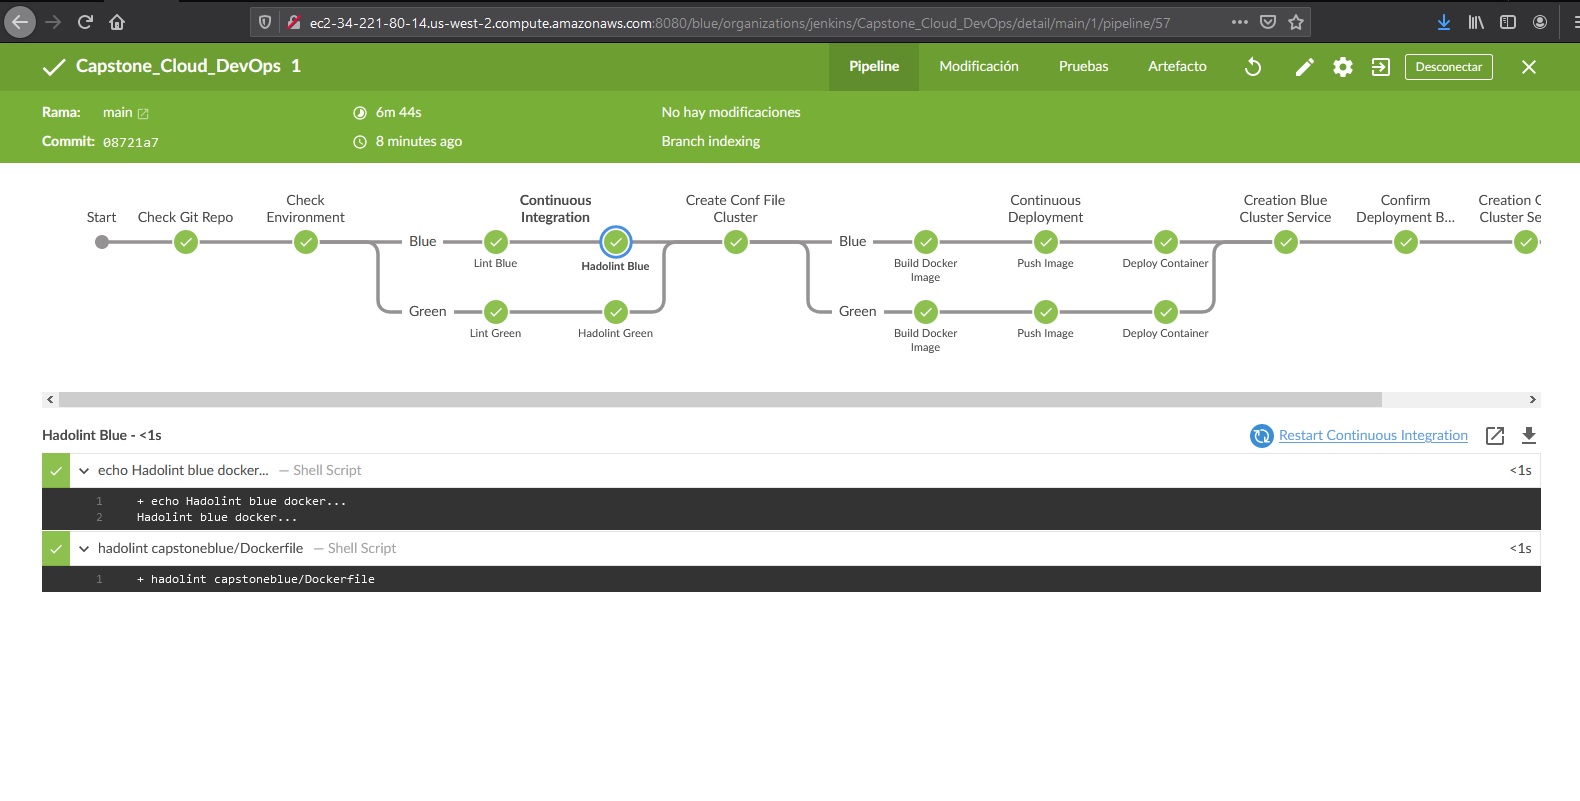 ec2-34-221-80-14.us-west-2.compute.amazonaws.com:8080/blue/organizations/jenkins/Capstone_Cloud_DevOps/detail/main/1/pipeline/57
Capstone_Cloud_DevOps 1
Pipeline Modificación Pruebas Artefacto Desconectar
Rama: main 6m 44s No hay modificaciones
Commit: 08721a7 8 minutes ago Branch indexing
Start
Check Git Repo
Check
Environment
Continuous
Integration
Create Conf File
Cluster
Continuous
Deployment
Creation Blue
Cluster Service
Confirm
Deployment B...
Creation G
Cluster Se
Blue
Lint Blue
Hadolint Blue
Green
Lint Green
Hadolint Green
Blue
Build Docker
Image
Push Image
Deploy Container
Green
Build Docker
Image
Push Image
Deploy Container
Hadolint Blue - <1s
Restart Continuous Integration
echo Hadolint blue docker... — Shell Script <1s
1 + echo Hadolint blue docker...
2 Hadolint blue docker...
hadolint capstoneblue/Dockerfile — Shell Script <1s
1 + hadolint capstoneblue/Dockerfile